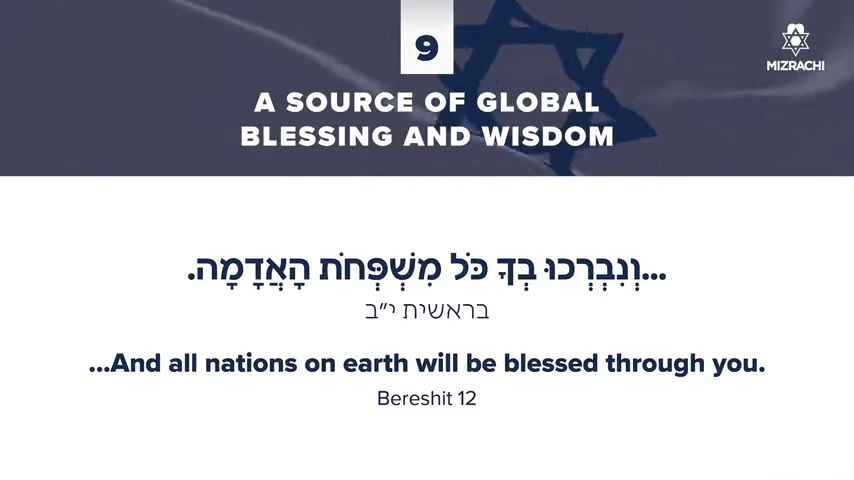 9
MIZRACHI
A SOURCE OF GLOBAL
BLESSING AND WISDOM
...וְנִבְרְכוּ בְךָ כֹּל מִשְׁפְּחֹת הָאֲדָמָה.
בראשית י״ב
...And all nations on earth will be blessed through you.
Bereshit 12